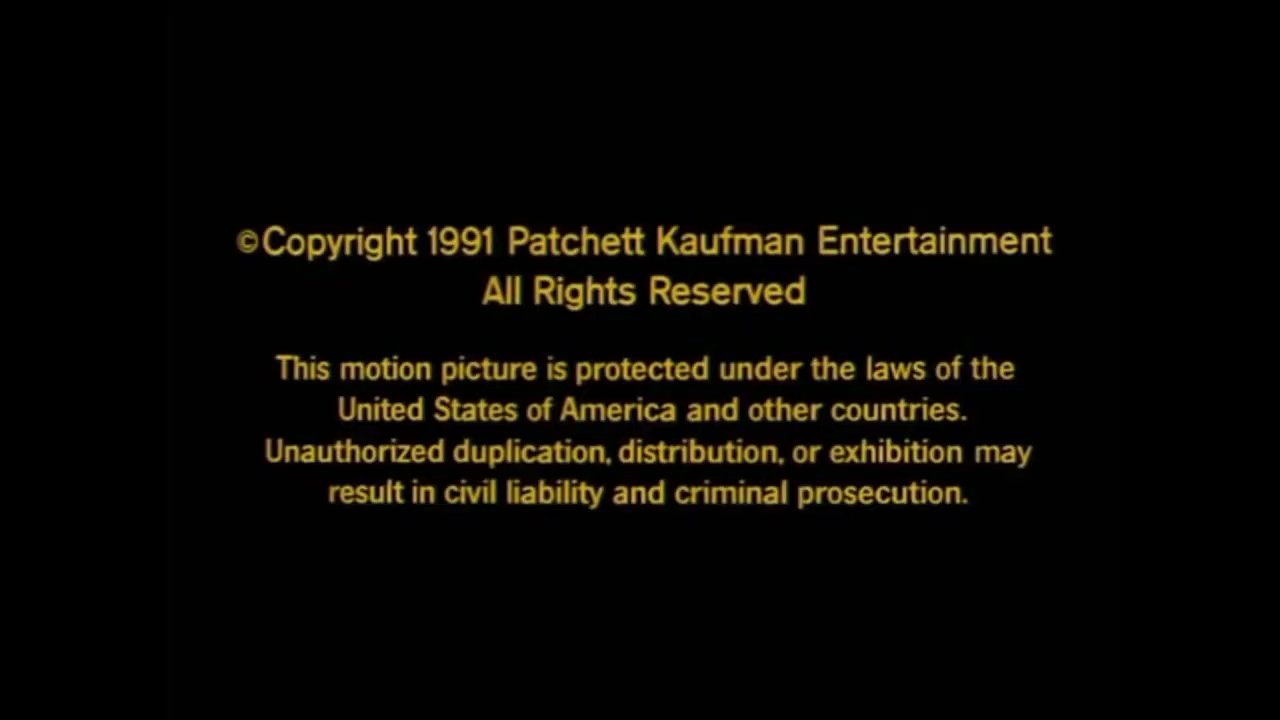 ©Copyright 1991 Patchett Kaufman Entertainment
All Rights Reserved
This motion picture is protected under the laws of the
United States of America and other countries.
Unauthorized duplication, distribution, or exhibition may
result in civil liability and criminal prosecution.